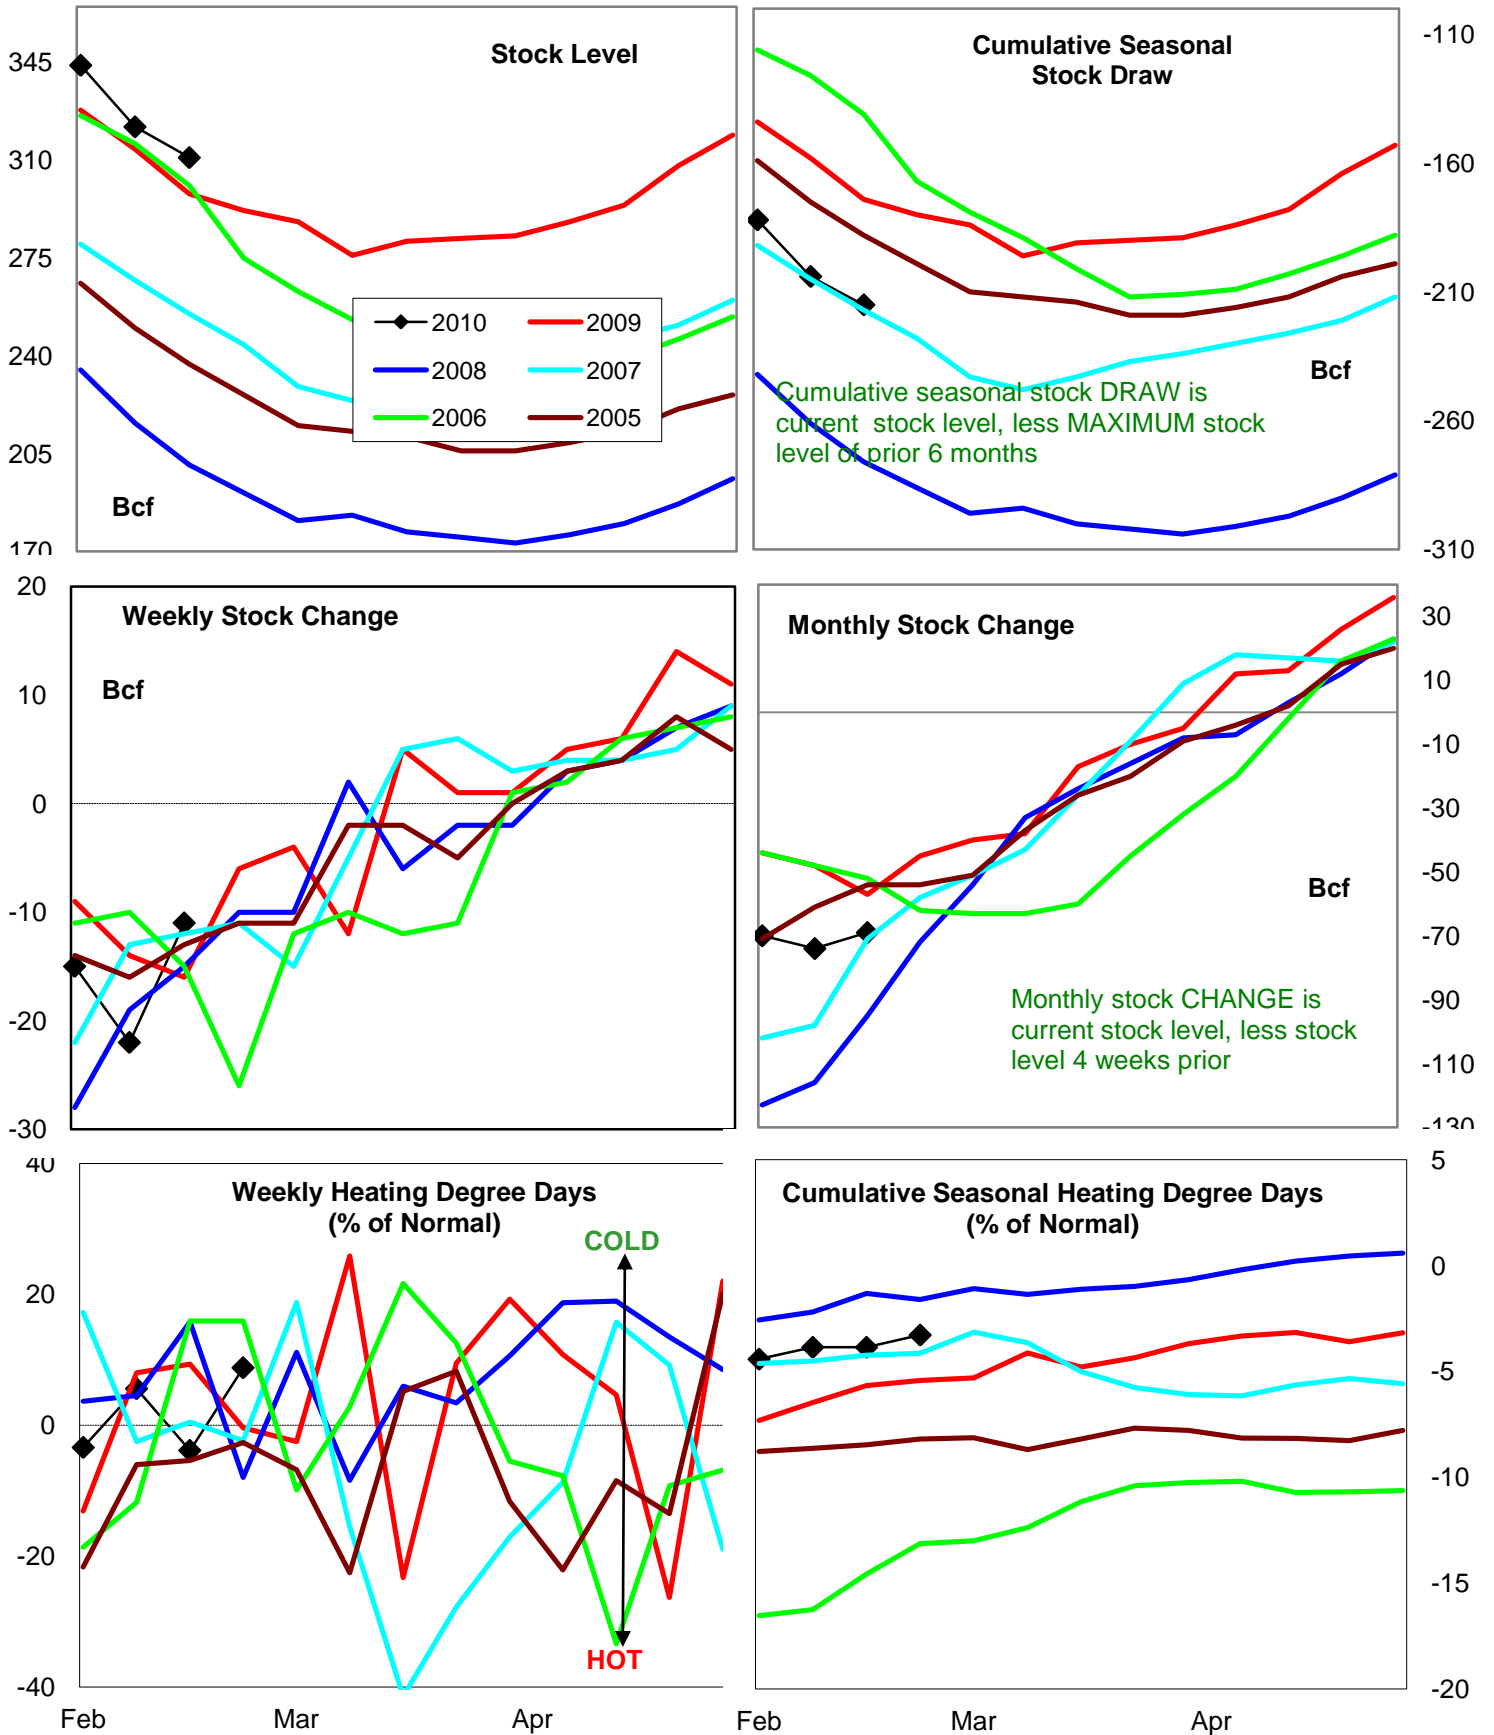 Stock Level
345
310
275
240
205
170
2010
2009
2008
2007
2006
2005
Bcf
Cumulative Seasonal
Stock Draw
-110
-160
-210
-260
-310
Bcf
Cumulative seasonal stock DRAW is
current stock level, less MAXIMUM stock
level of prior 6 months
Weekly Stock Change
Bcf
20
10
0
-10
-20
-30
Monthly Stock Change
30
10
-10
-30
-50
-70
-90
-110
-130
Bcf
Monthly stock CHANGE is
current stock level, less stock
level 4 weeks prior
Weekly Heating Degree Days
(% of Normal)
COLD
HOT
40
20
0
-20
-40
Feb
Mar
Apr
Cumulative Seasonal Heating Degree Days
(% of Normal)
5
0
-5
-10
-15
-20
Feb
Mar
Apr